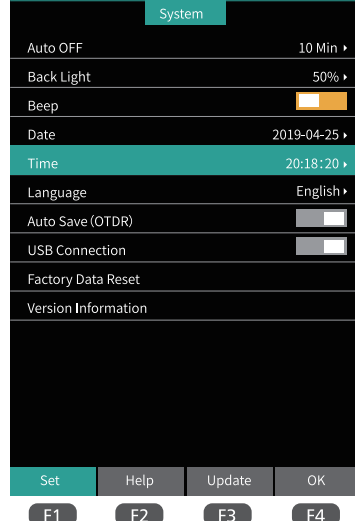 System
Auto OFF 10 Min
Back Light 50%
Beep
Date 2019-04-25
Time 20:18:20
Language English
Auto Save(OTDR)
USB Connection
Factory Data Reset
Version Information
Set Help Update OK
F1 F2 F3 F4